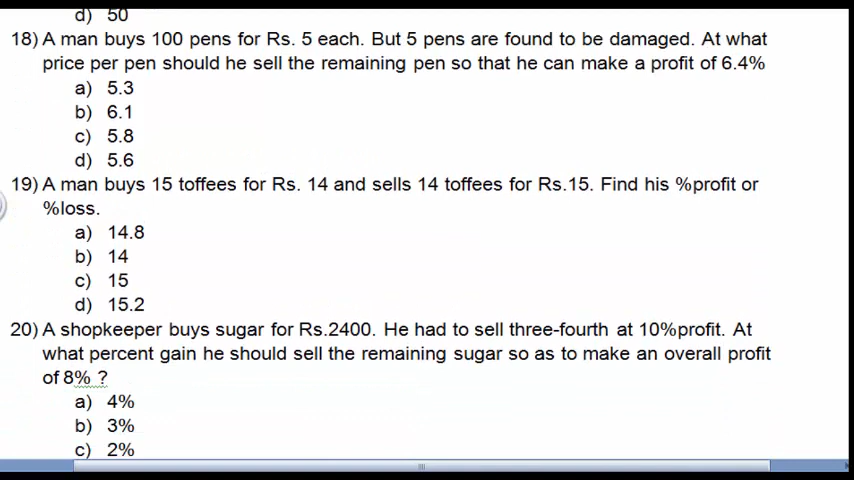 d) 50
18) A man buys 100 pens for Rs. 5 each. But 5 pens are found to be damaged. At what
price per pen should he sell the remaining pen so that he can make a profit of 6.4%
a) 5.3
b) 6.1
c) 5.8
d) 5.6
19) A man buys 15 toffees for Rs. 14 and sells 14 toffees for Rs.15. Find his %profit or
%loss.
a) 14.8
b) 14
c) 15
d) 15.2
20) A shopkeeper buys sugar for Rs.2400. He had to sell three-fourth at 10%profit. At
what percent gain he should sell the remaining sugar so as to make an overall profit
of 8% ?
a) 4%
b) 3%
c) 2%